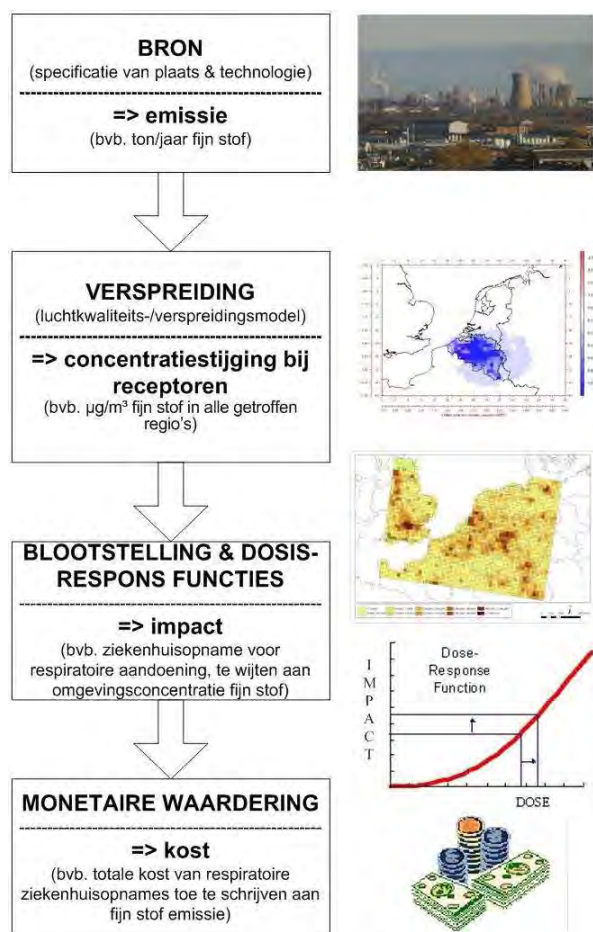 BRON
(specificatie van plaats & technologie)
=> emissie
(bvb. ton/jaar fijn stof)
VERSPREIDING
(luchtkwaliteits-/verspreidingsmodel)
=> concentratiestijging bij
receptoren
(bvb. µg/m³ fijn stof in alle getroffen
regio's)
BLOOTSTELLING & DOSIS-
RESPONS FUNCTIES
=> impact
(bvb. ziekenhuisopname voor
respiratoire aandoening, te wijten aan
omgevingsconcentratie fijn stof)
Dose-
Response
Function
IMPACT
DOSE
MONETAIRE WAARDERING
=> kost
(bvb. totale kost van respiratoire
ziekenhuisopnames toe te schrijven aan
fijn stof emissie)